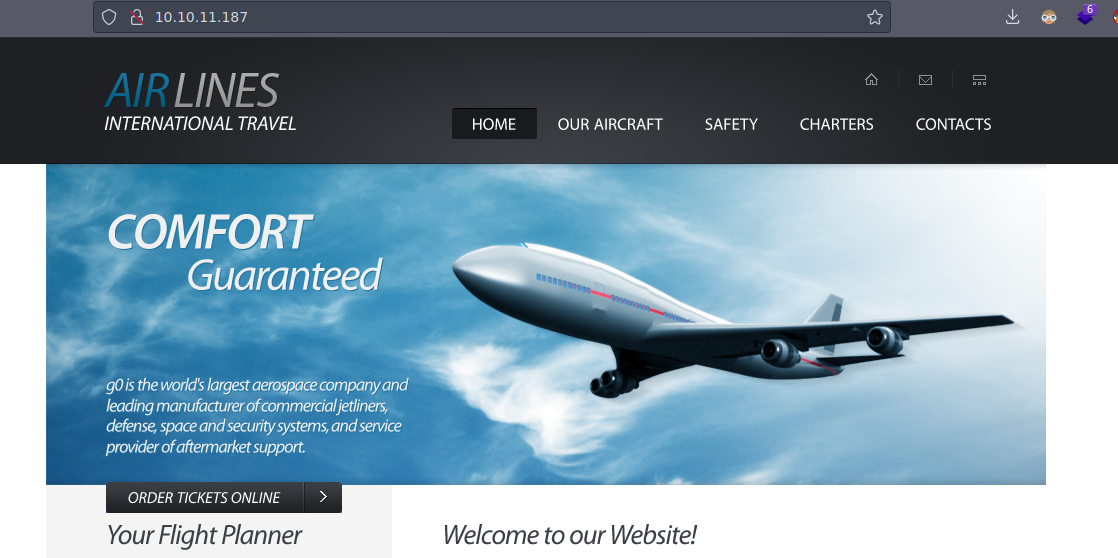 10.10.11.187
6
AIRLINES
INTERNATIONAL TRAVEL
HOME OUR AIRCRAFT SAFETY CHARTERS CONTACTS
COMFORT
Guaranteed
g0 is the world's largest aerospace company and
leading manufacturer of commercial jetliners,
defense, space and security systems, and service
provider of aftermarket support.
ORDER TICKETS ONLINE
Your Flight Planner
Welcome to our Website!